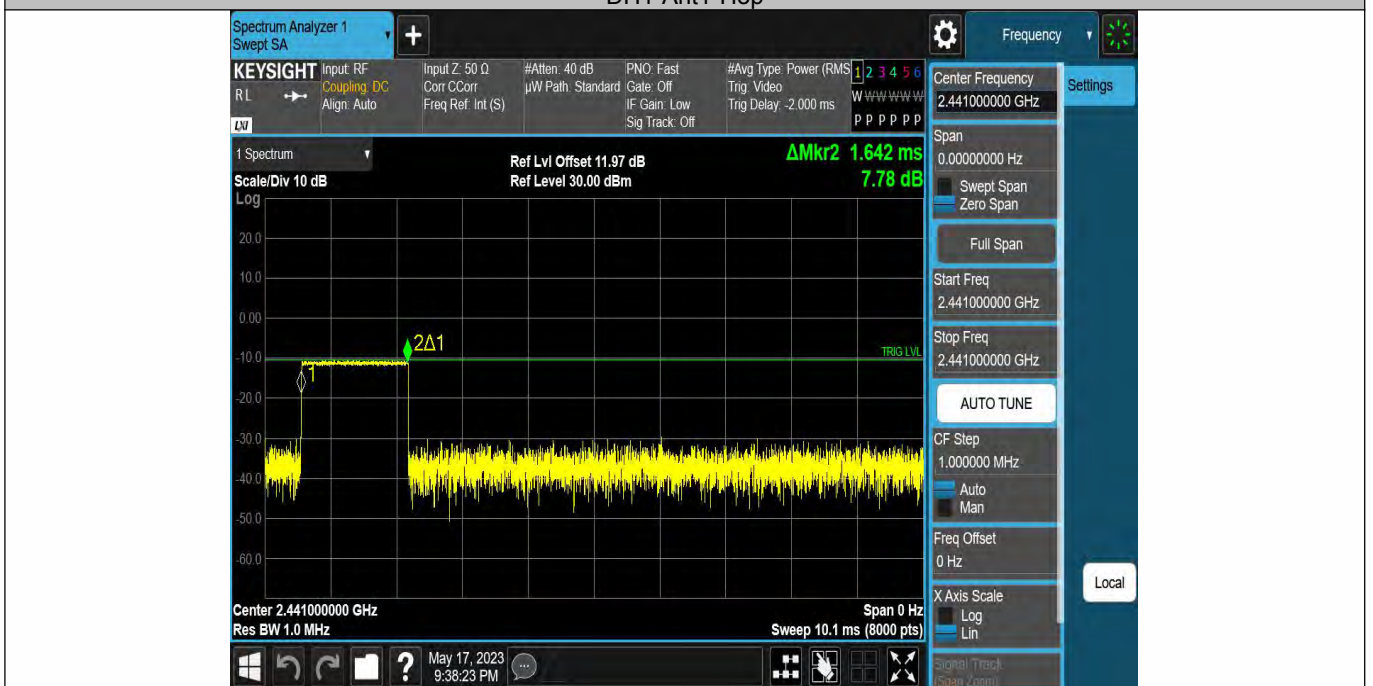 Spectrum Analyzer 1
Swept SA
+
Frequency
KEYSIGHT
RL
LXI
Input: RF
Coupling: DC
Align: Auto
Input Z: 50 Ω
Corr CCorr
Freq Ref: Int (S)
#Atten: 40 dB
µW Path: Standard
PNO: Fast
Gate: Off
IF Gain: Low
Sig Track: Off
#Avg Type: Power (RMS
Trig: Video
Trig Delay: -2.000 ms
1 2 3 4 5 6
W W W W W W
P P P P P P
1 Spectrum
Scale/Div 10 dB
Log
Ref Lvl Offset 11.97 dB
Ref Level 30.00 dBm
ΔMkr2 1.642 ms
7.78 dB
20.0
10.0
0.00
-10.0
-20.0
-30.0
-40.0
-50.0
-60.0
2Δ1
1
TRIG LVL
Center 2.441000000 GHz
Res BW 1.0 MHz
Span 0 Hz
Sweep 10.1 ms (8000 pts)
Center Frequency
2.441000000 GHz
Settings
Span
0.00000000 Hz
Swept Span
Zero Span
Full Span
Start Freq
2.441000000 GHz
Stop Freq
2.441000000 GHz
AUTO TUNE
CF Step
1.000000 MHz
Auto
Man
Freq Offset
0 Hz
X Axis Scale
Log
Lin
Signal Track
(Span Zoom)
Local
?
May 17, 2023
9:38:23 PM